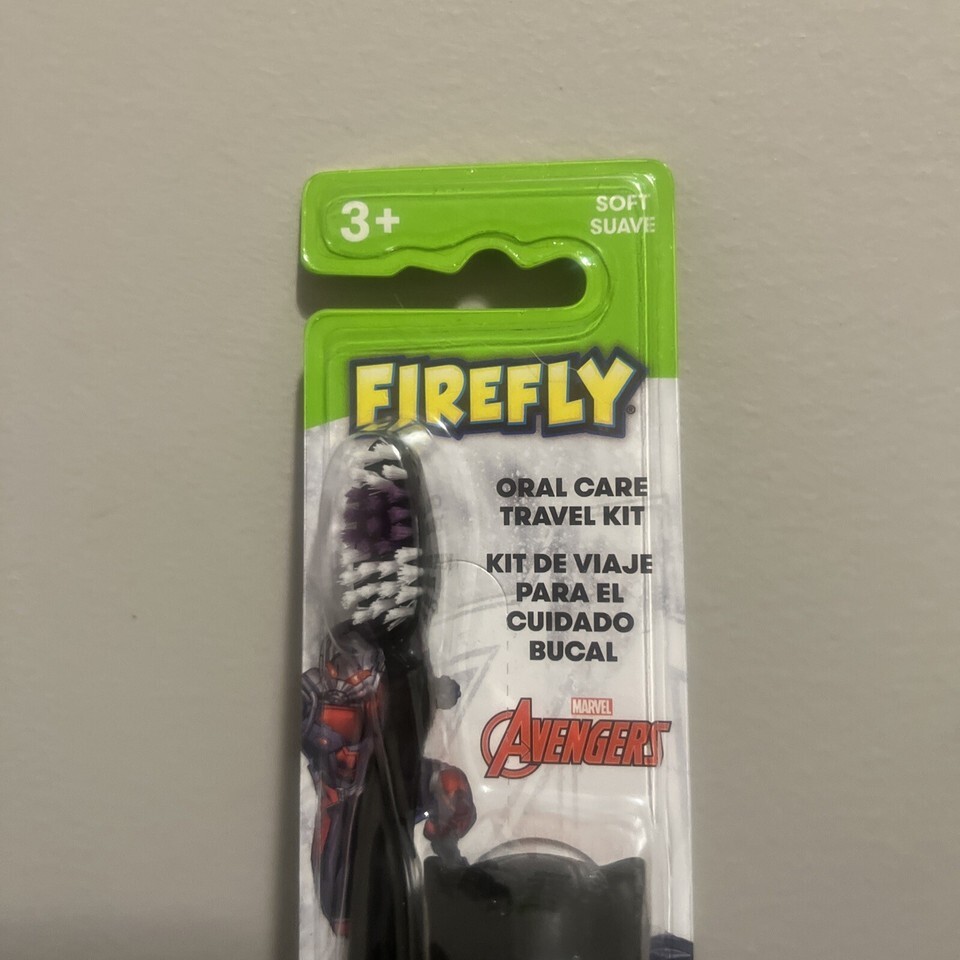 3+
SOFT
SUAVE
FIREFLY
ORAL CARE
TRAVEL KIT
KIT DE VIAJE
PARA EL
CUIDADO
BUCAL
MARVEL
AVENGERS